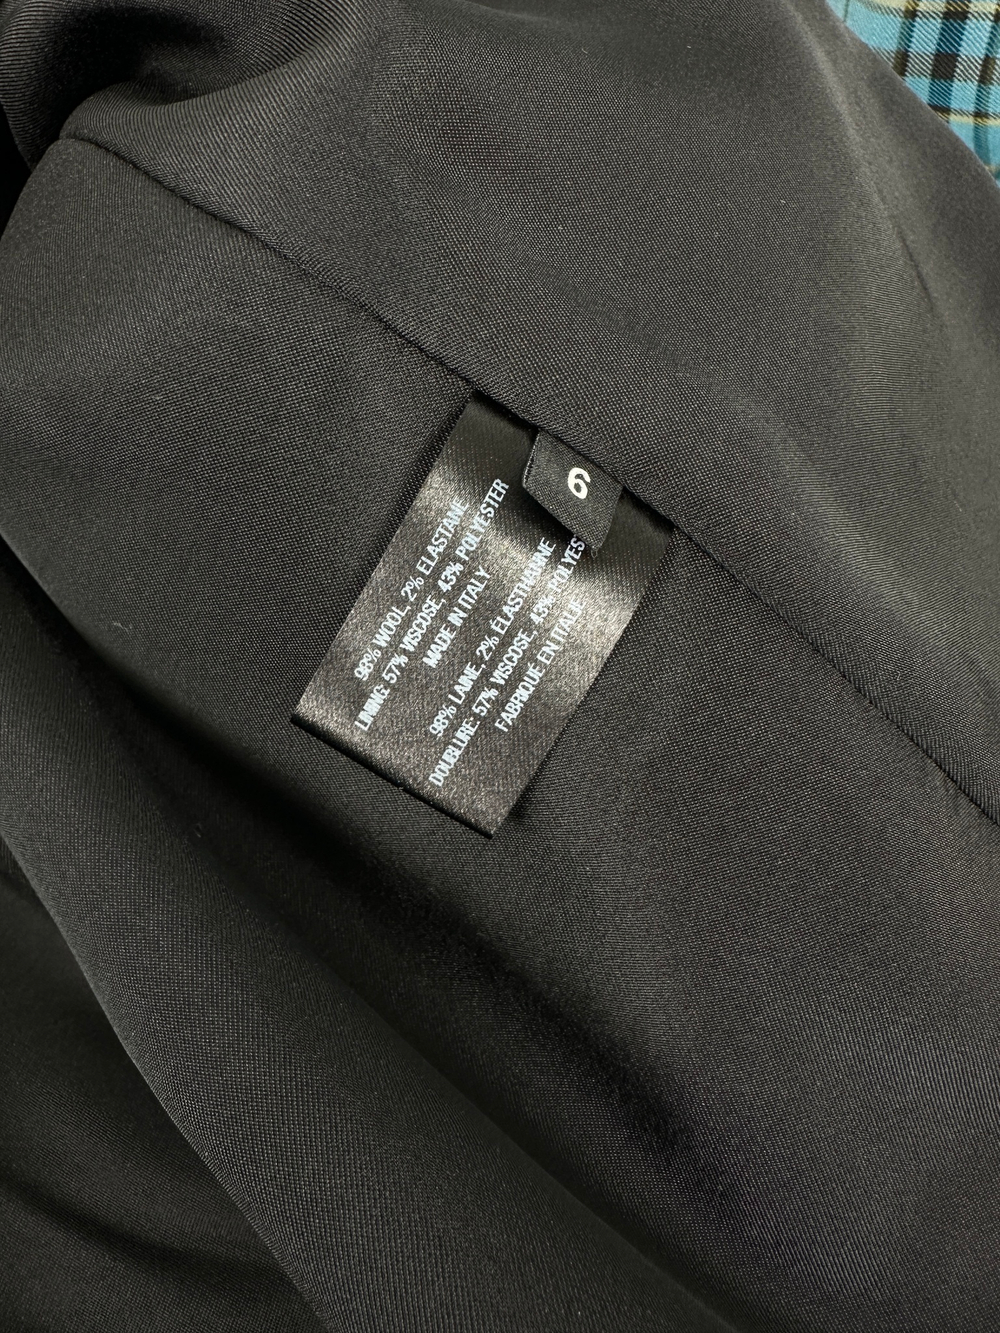 6
98% WOOL, 2% ELASTANE
LINING: 57% VISCOSE, 43% POLYESTER
MADE IN ITALY
98% LAINE, 2% ÉLASTHANNE
DOUBLURE: 57% VISCOSE, 43% POLYES
FABRIQUÉ EN ITALIE